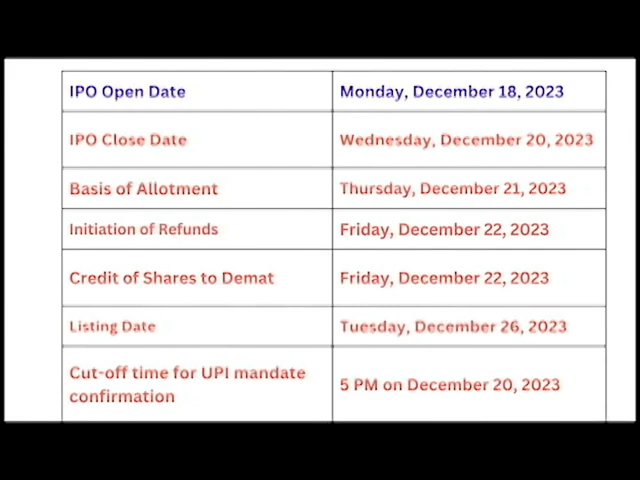 IPO Open Date Monday, December 18, 2023
IPO Close Date Wednesday, December 20, 2023
Basis of Allotment Thursday, December 21, 2023
Initiation of Refunds Friday, December 22, 2023
Credit of Shares to Demat Friday, December 22, 2023
Listing Date Tuesday, December 26, 2023
Cut-off time for UPI mandate
confirmation
5 PM on December 20, 2023